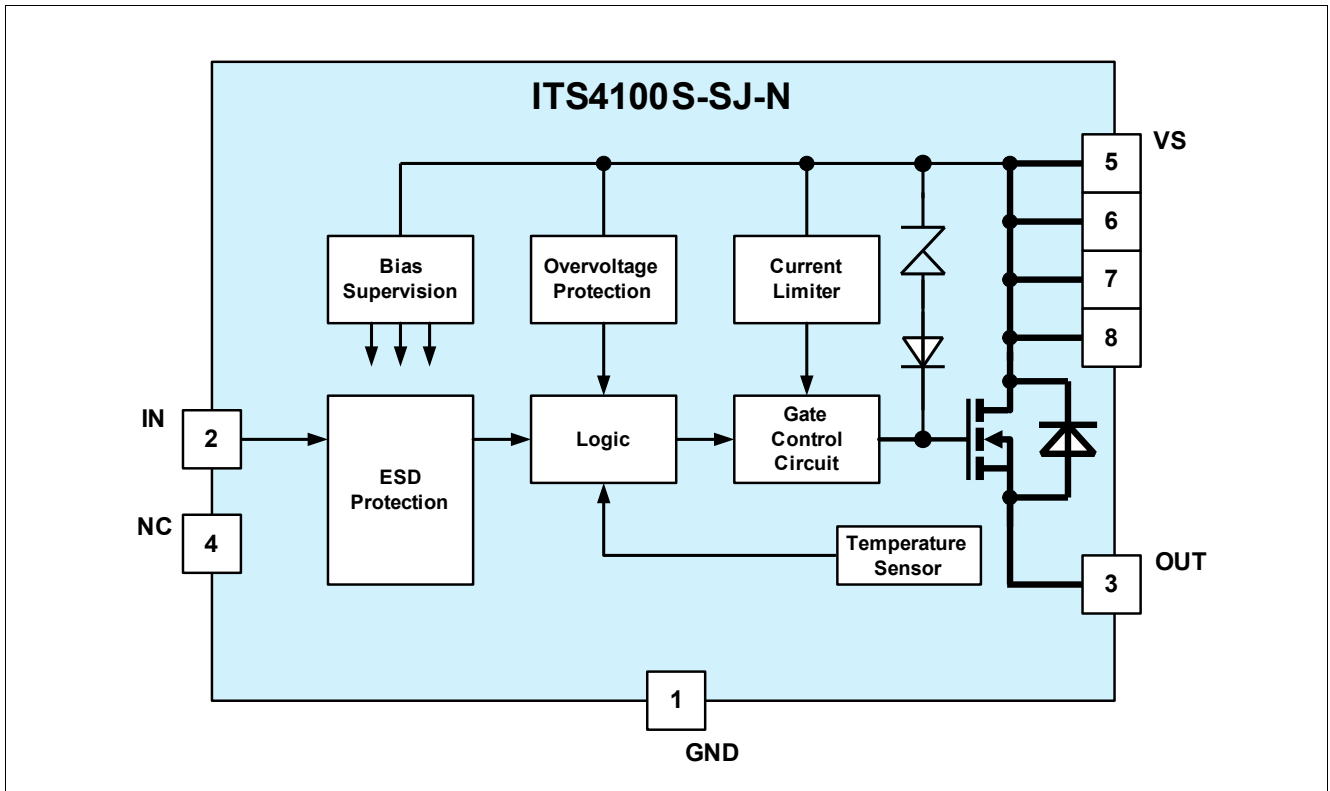 ITS4100S-SJ-N
VS
5
6
7
8
Bias
Supervision
Overvoltage
Protection
Current
Limiter
IN
2
NC
4
ESD
Protection
Logic
Gate
Control
Circuit
Temperature
Sensor
3
OUT
1
GND